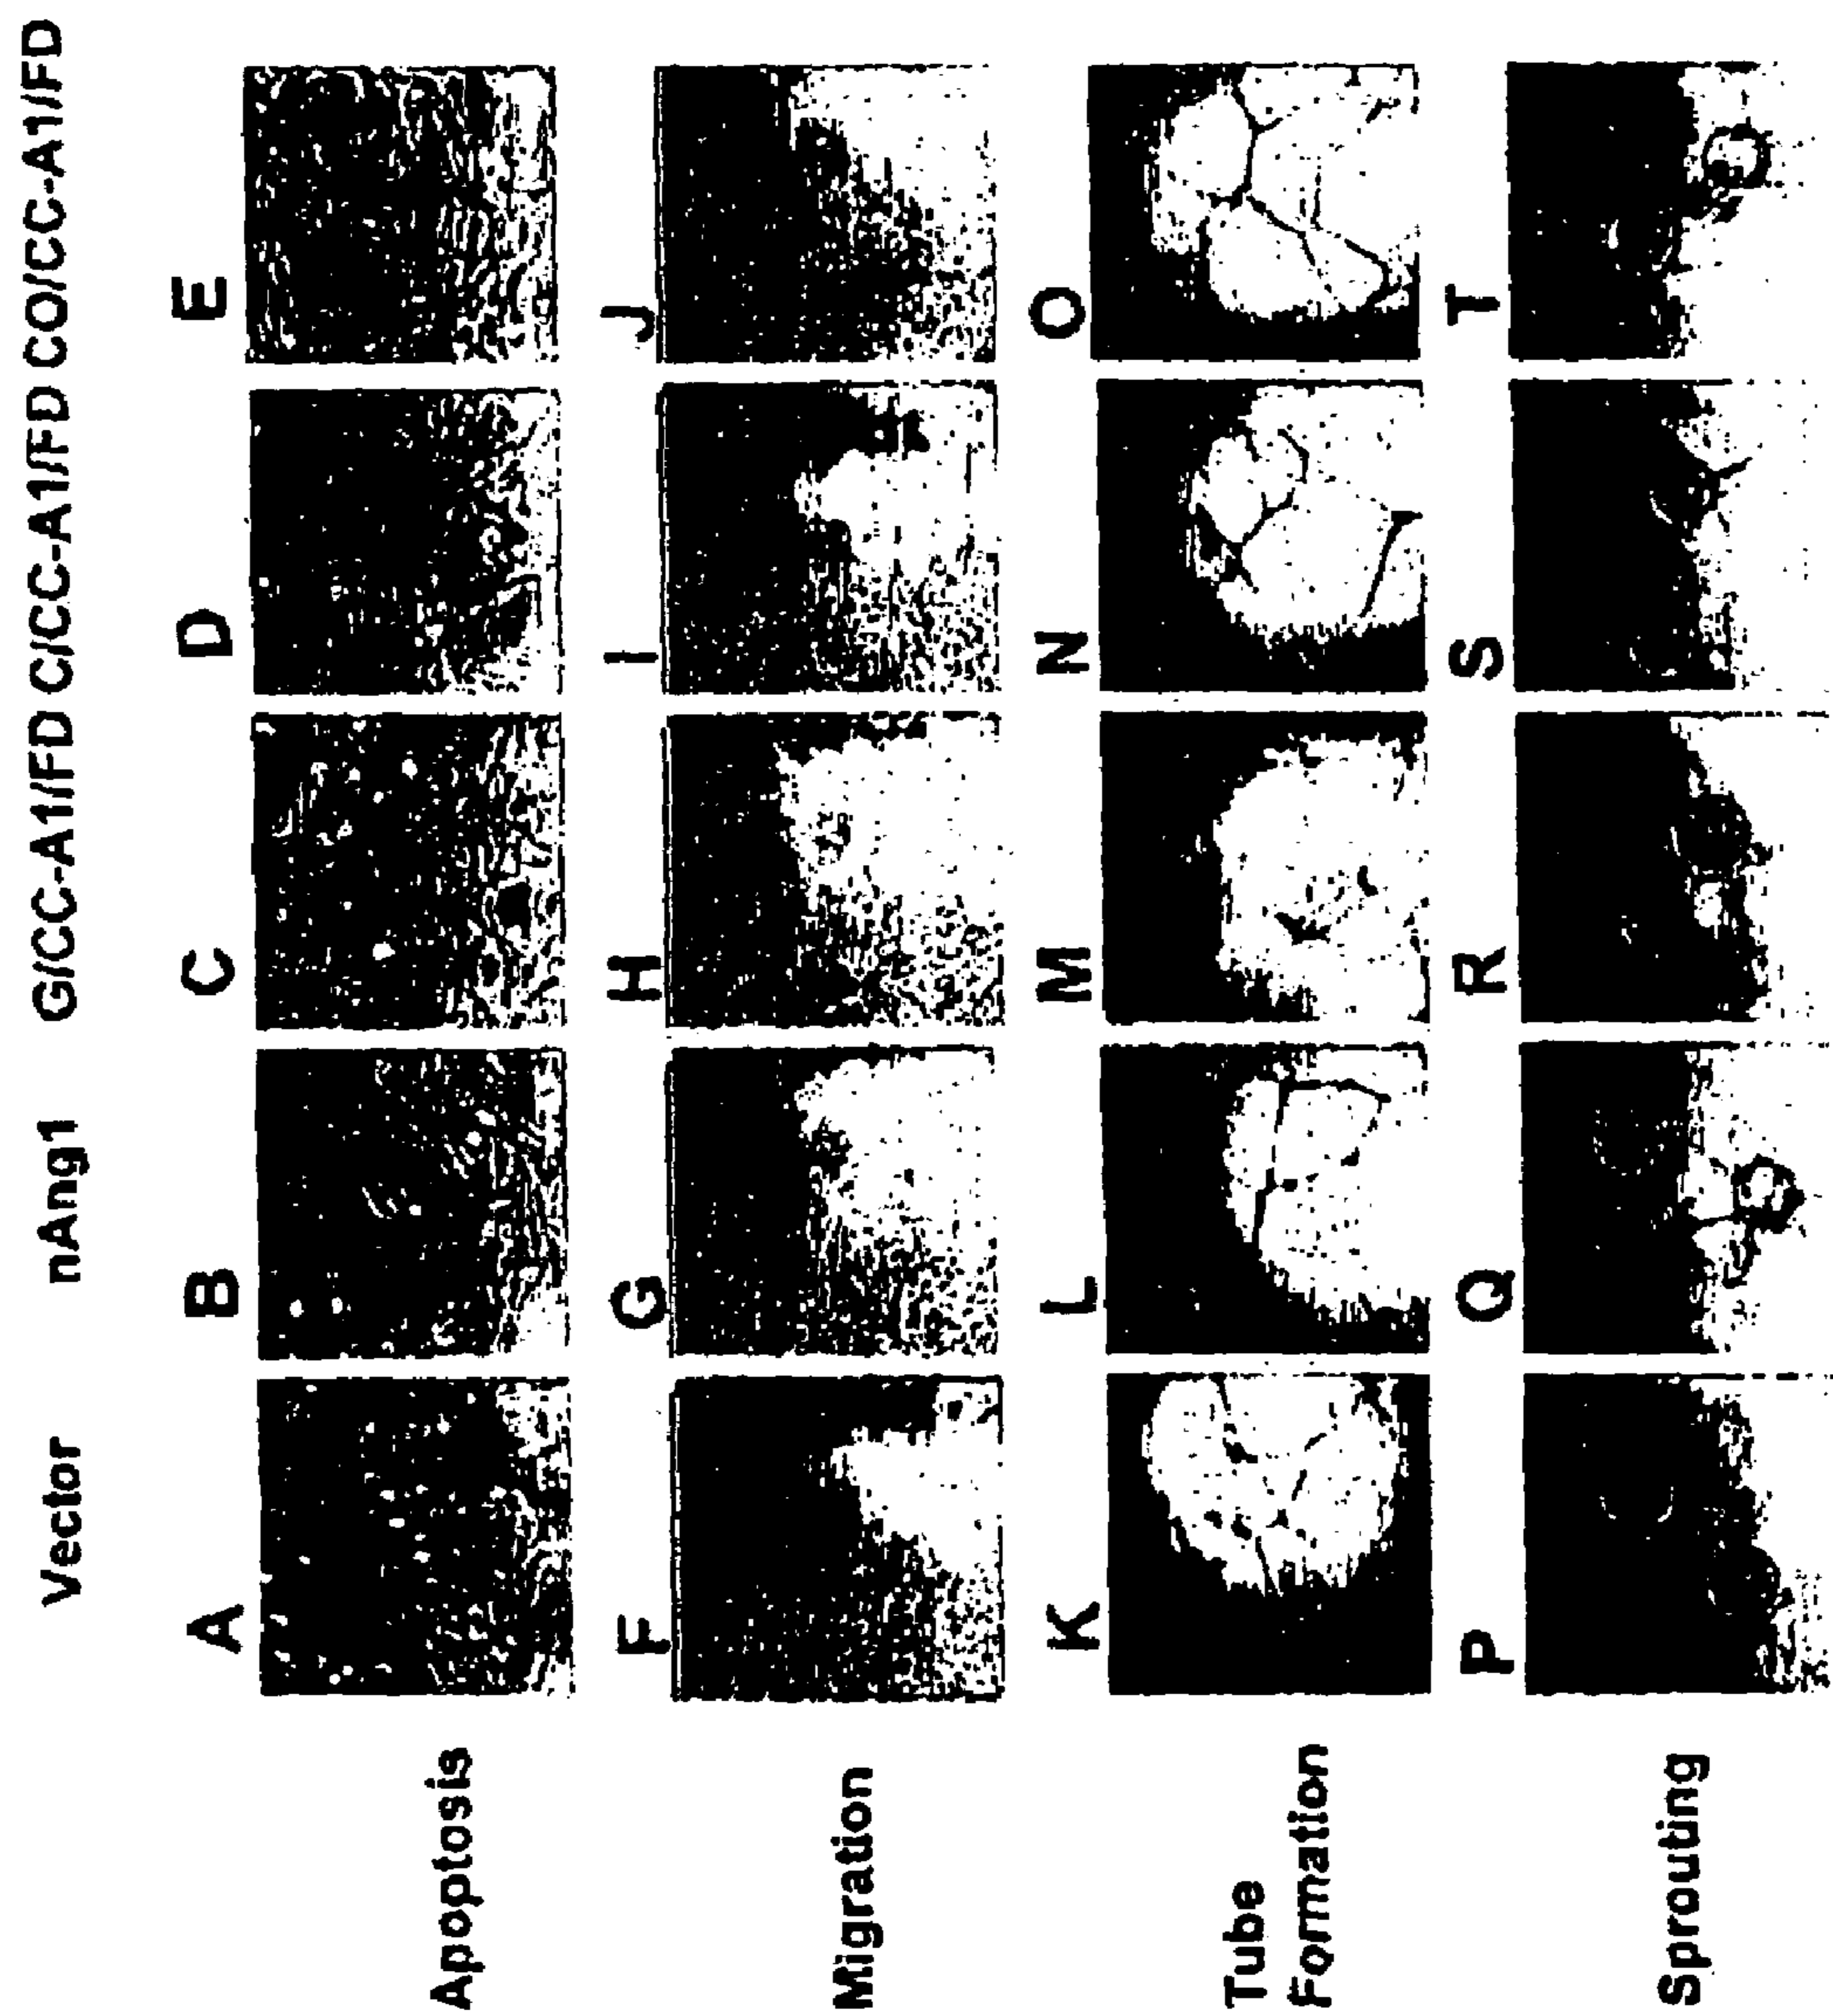 Vector nAng1 G/CC-A1/FD C/CC-A1/FD CO/CC-A1/FD
A B C D E
Apoptosis
F G H I J
Migration
K L M N O
Tube
Formation
P Q R S T
Sprouting